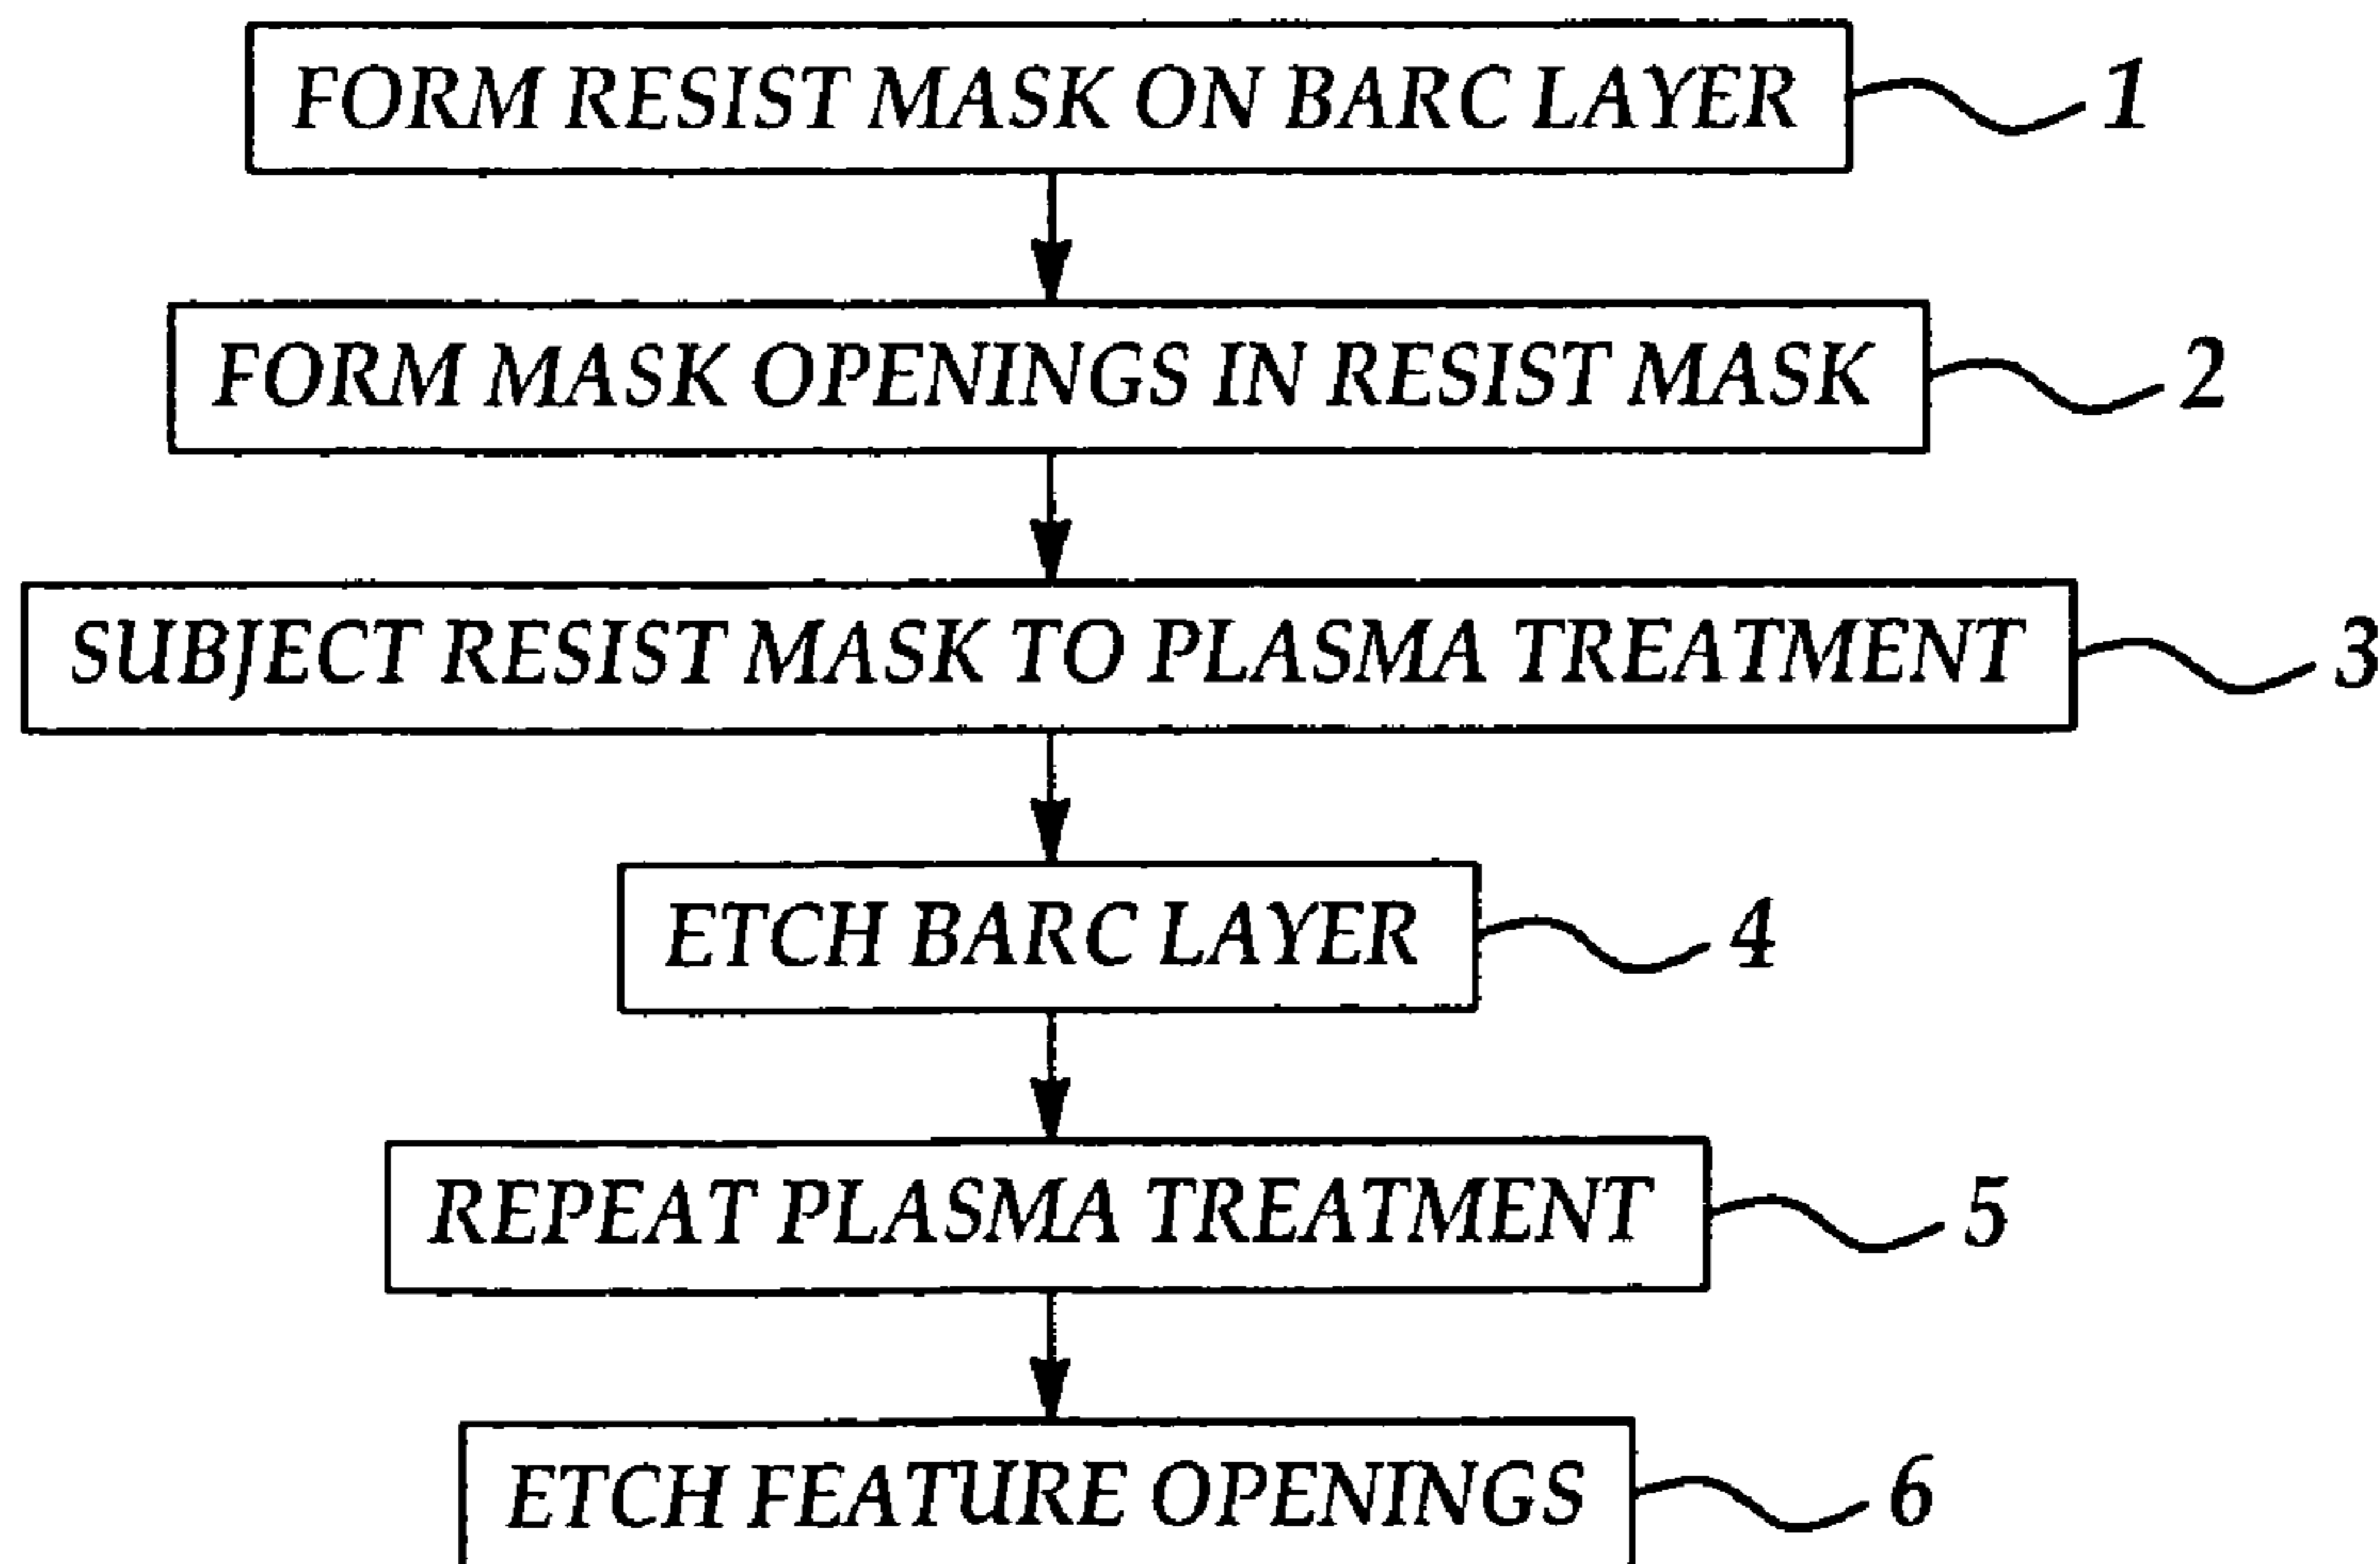 FORM RESIST MASK ON BARC LAYER 1
FORM MASK OPENINGS IN RESIST MASK 2
SUBJECT RESIST MASK TO PLASMA TREATMENT 3
ETCH BARC LAYER 4
REPEAT PLASMA TREATMENT 5
ETCH FEATURE OPENINGS 6